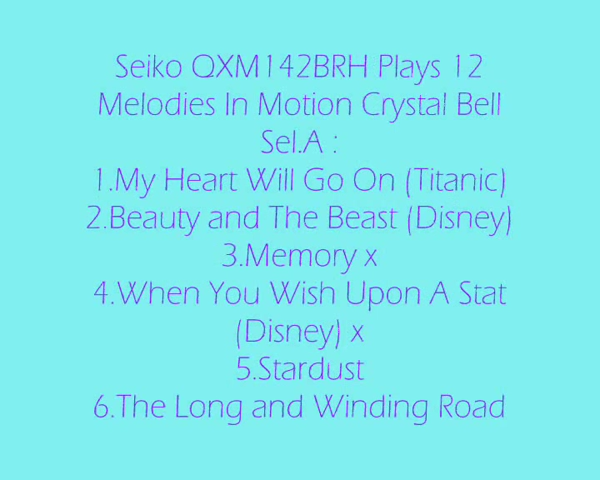 Seiko QXM142BRH Plays 12
Melodies In Motion Crystal Bell
Sel.A :
1.My Heart Will Go On (Titanic)
2.Beauty and The Beast (Disney)
3.Memory x
4.When You Wish Upon A Stat
(Disney) x
5.Stardust
6.The Long and Winding Road